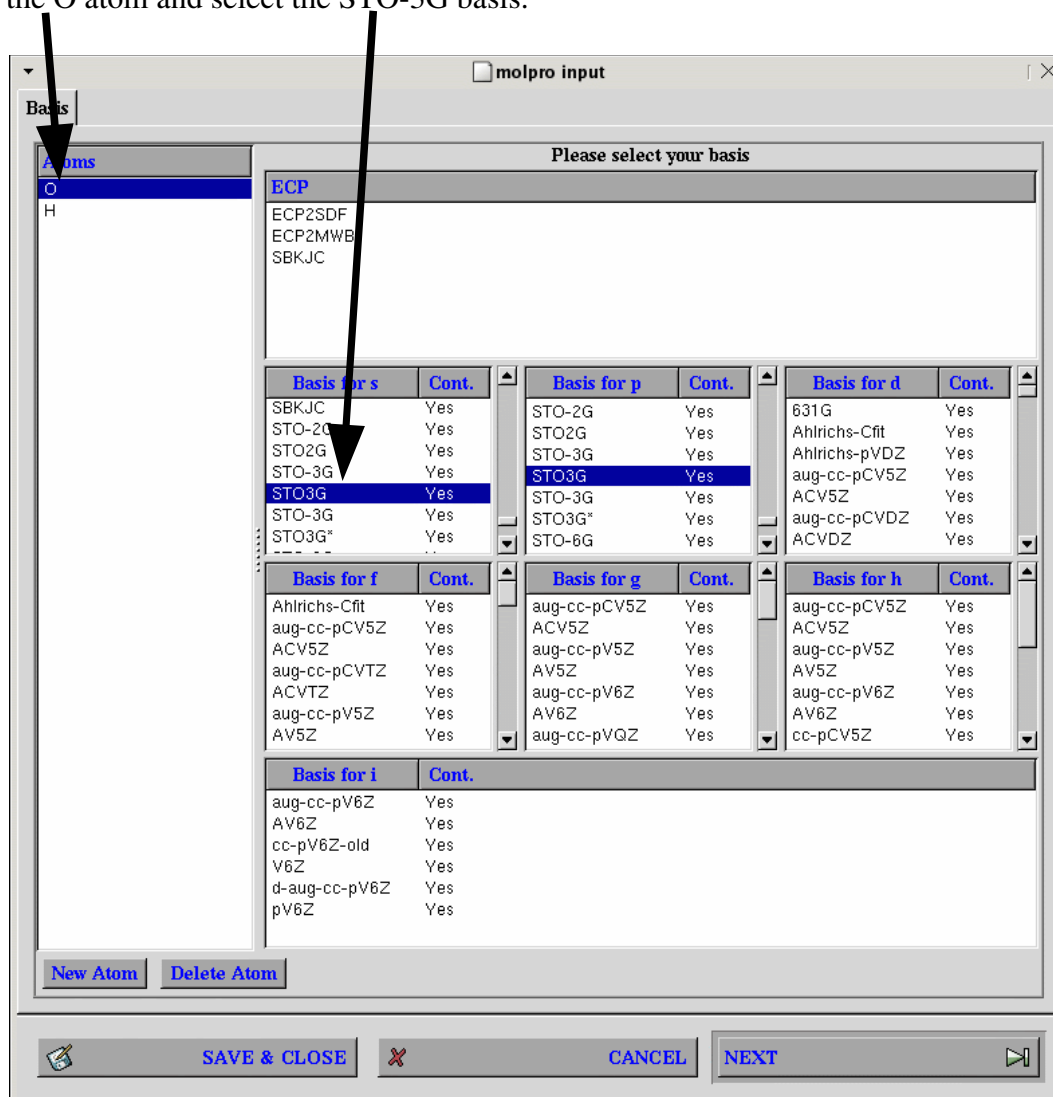 the O atom and select the STO-3G basis.
molpro input
Basis
Atoms
O
H
Please select your basis
ECP
ECP2SDF
ECP2MWB
SBKJC
Basis for s Cont.
SBKJC Yes
STO-2G Yes
STO2G Yes
STO-3G Yes
STO3G Yes
STO-3G Yes
STO3G* Yes
Basis for p Cont.
STO-2G Yes
STO2G Yes
STO-3G Yes
STO3G Yes
STO-3G Yes
STO3G* Yes
STO-6G Yes
Basis for d Cont.
631G Yes
Ahlrichs-Cfit Yes
Ahlrichs-pVDZ Yes
aug-cc-pCV5Z Yes
ACV5Z Yes
aug-cc-pCVDZ Yes
ACVDZ Yes
Basis for f Cont.
Ahlrichs-Cfit Yes
aug-cc-pCV5Z Yes
ACV5Z Yes
aug-cc-pCVTZ Yes
ACVTZ Yes
aug-cc-pV5Z Yes
AV5Z Yes
Basis for g Cont.
aug-cc-pCV5Z Yes
ACV5Z Yes
aug-cc-pV5Z Yes
AV5Z Yes
aug-cc-pV6Z Yes
AV6Z Yes
aug-cc-pVQZ Yes
Basis for h Cont.
aug-cc-pCV5Z Yes
ACV5Z Yes
aug-cc-pV5Z Yes
AV5Z Yes
aug-cc-pV6Z Yes
AV6Z Yes
cc-pCV5Z Yes
Basis for i Cont.
aug-cc-pV6Z Yes
AV6Z Yes
cc-pV6Z-old Yes
V6Z Yes
d-aug-cc-pV6Z Yes
pV6Z Yes
New Atom Delete Atom
SAVE & CLOSE CANCEL NEXT